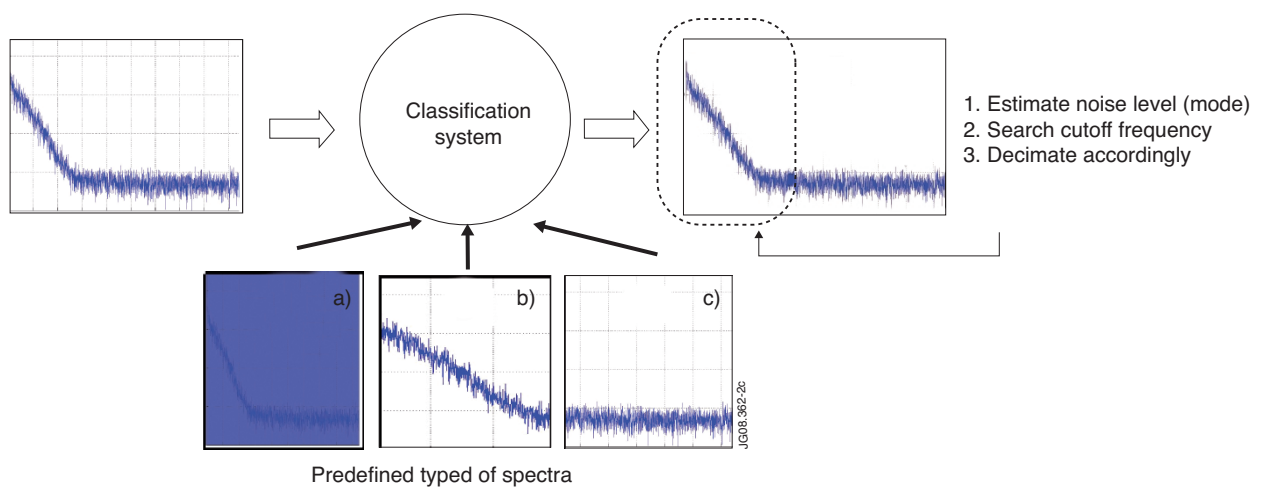 Classification
system
1. Estimate noise level (mode)
2. Search cutoff frequency
3. Decimate accordingly
a)
b)
c)
JG08.362-2c
Predefined typed of spectra